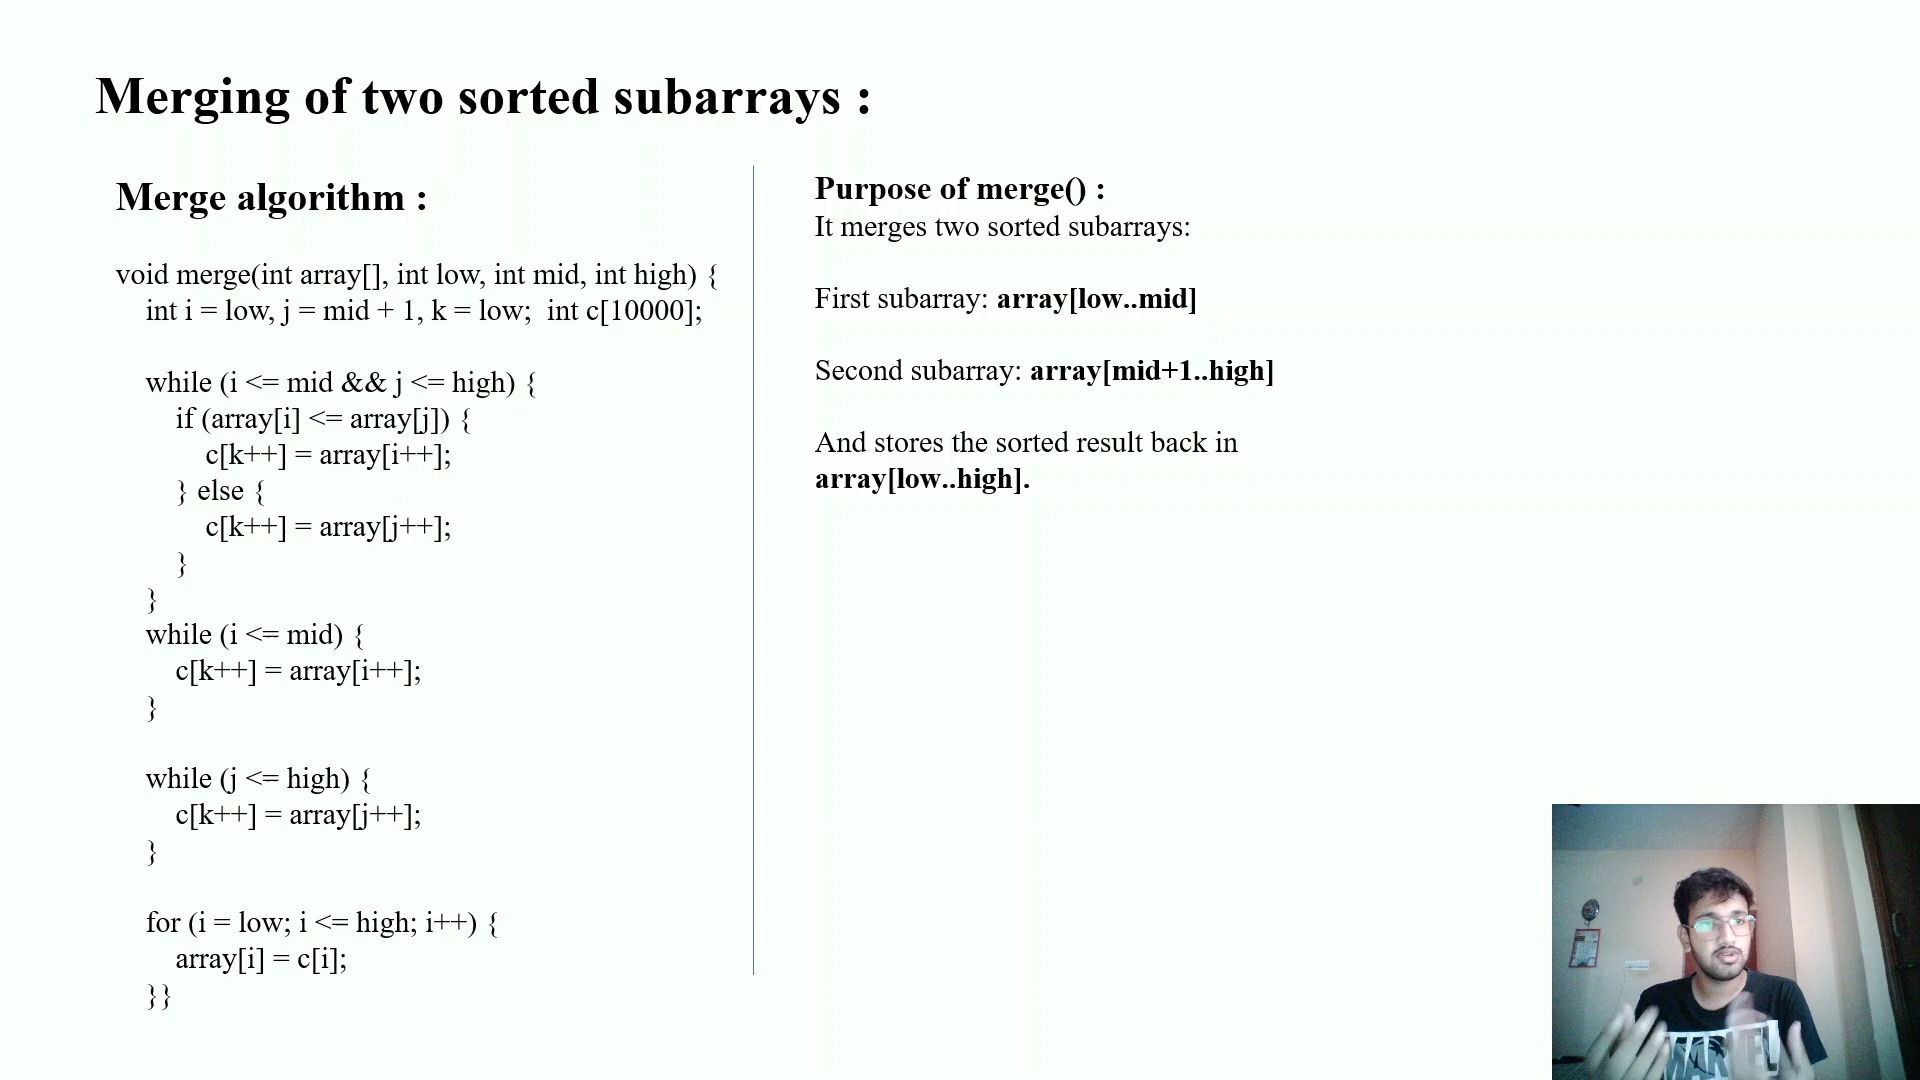 Merging of two sorted subarrays :
Merge algorithm :
void merge(int array[], int low, int mid, int high) {
int i = low, j = mid + 1, k = low;  int c[10000];
while (i <= mid && j <= high) {
if (array[i] <= array[j]) {
c[k++] = array[i++];
} else {
c[k++] = array[j++];
}
}
while (i <= mid) {
c[k++] = array[i++];
}
while (j <= high) {
c[k++] = array[j++];
}
for (i = low; i <= high; i++) {
array[i] = c[i];
}}
Purpose of merge() :
It merges two sorted subarrays:
First subarray: array[low..mid]
Second subarray: array[mid+1..high]
And stores the sorted result back in
array[low..high].
MARVEL